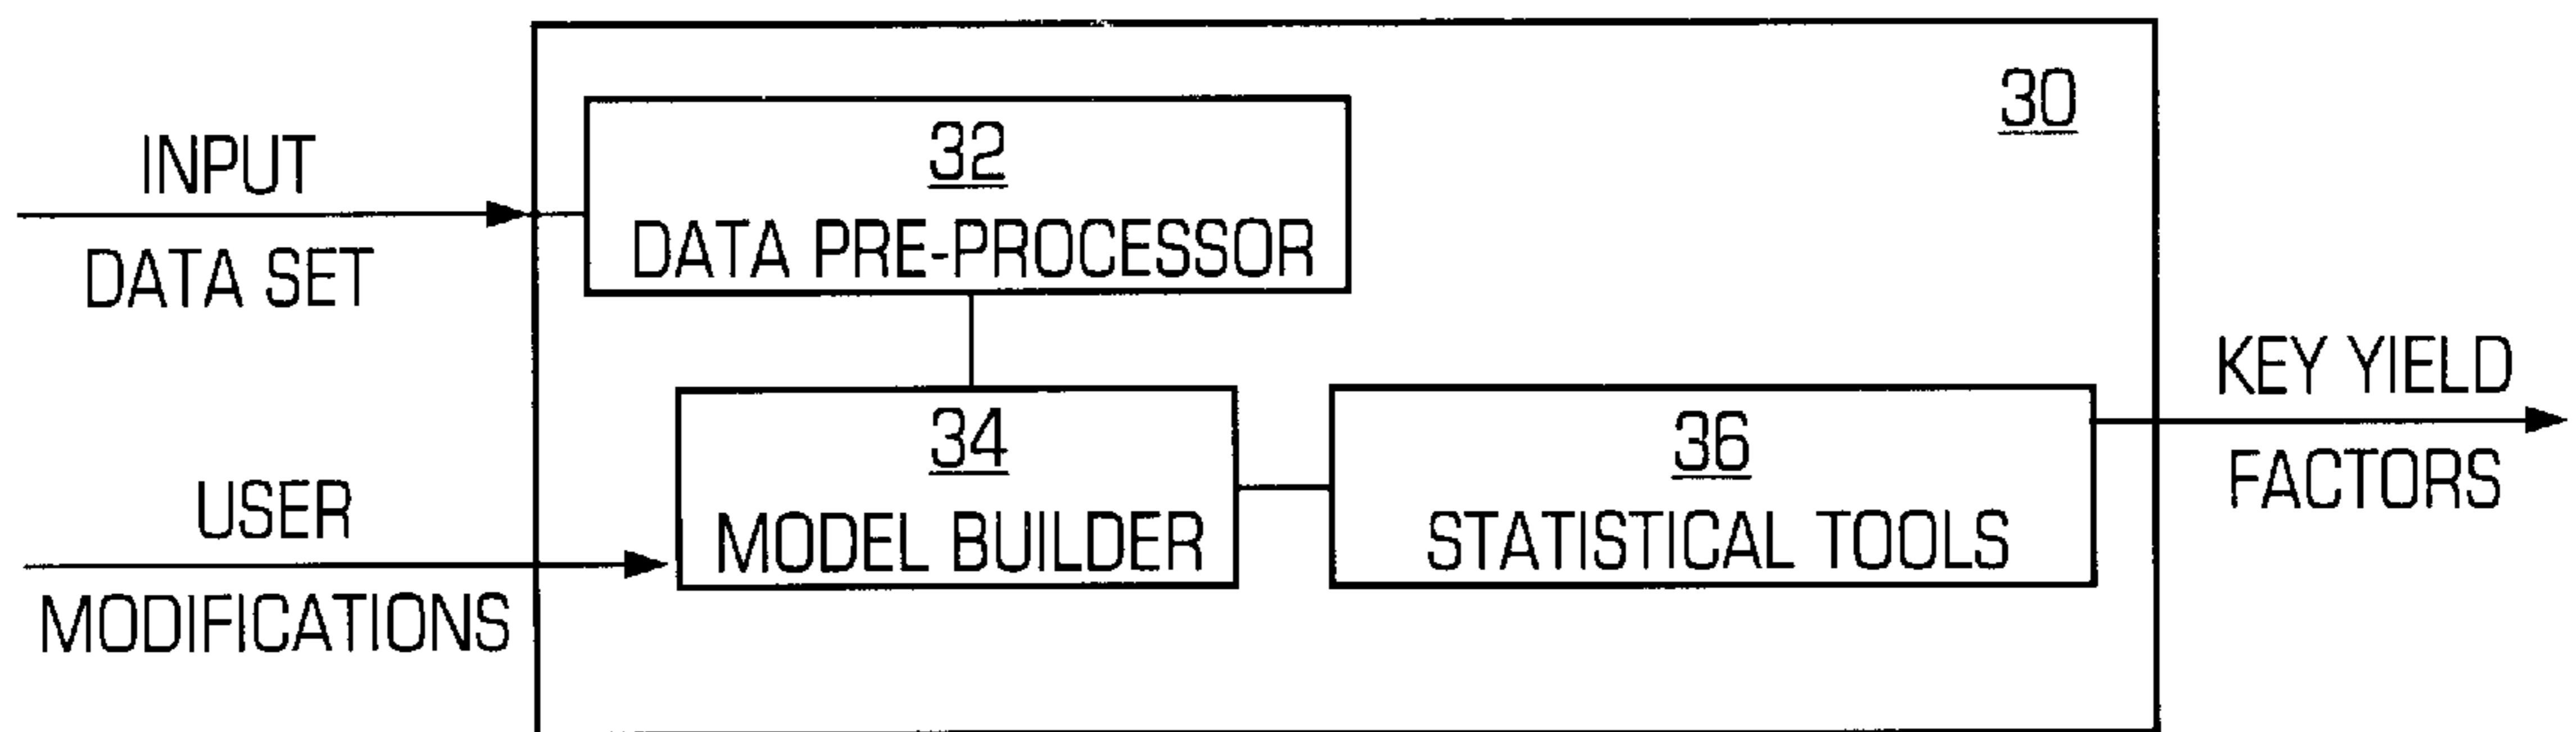 30
INPUT
DATA SET
32
DATA PRE-PROCESSOR
USER
MODIFICATIONS
34
MODEL BUILDER
36
STATISTICAL TOOLS
KEY YIELD
FACTORS